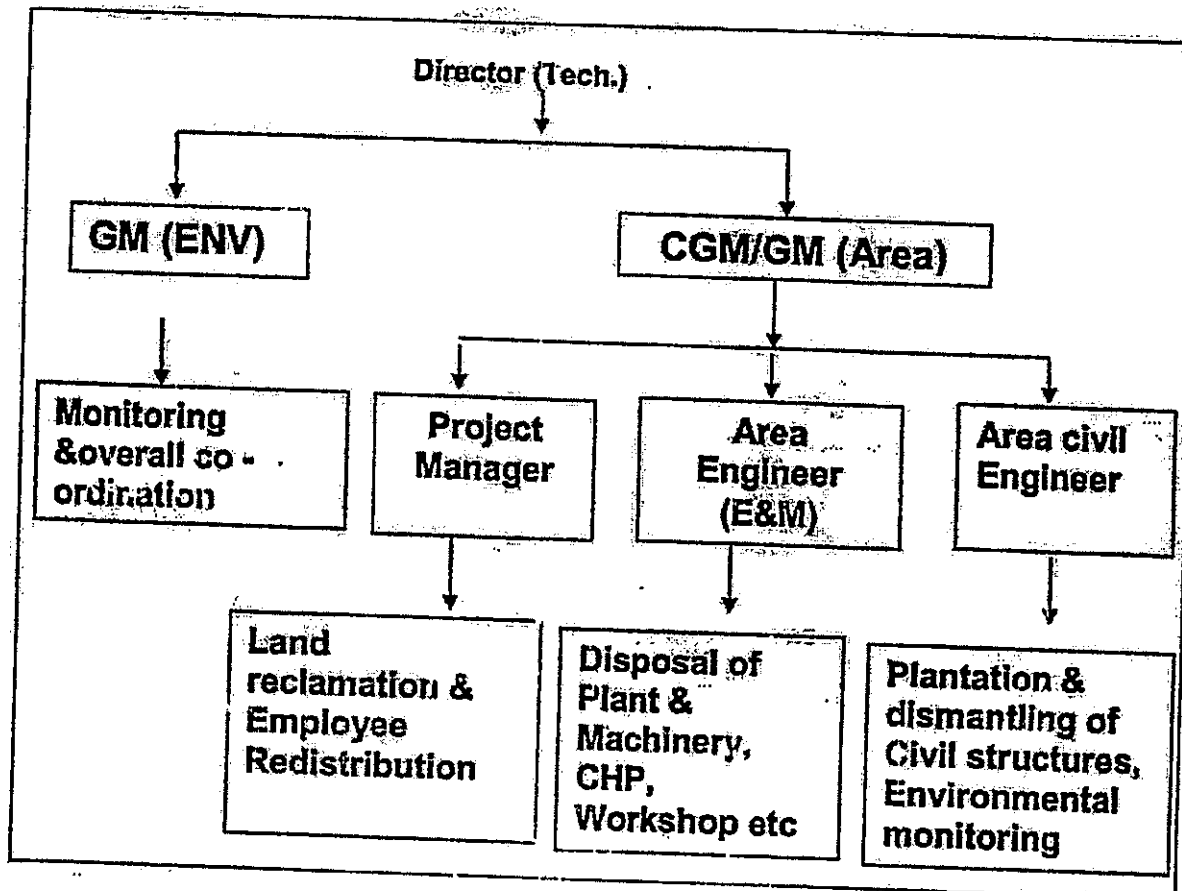 Director (Tech.)
GM (ENV)
CGM/GM (Area)
Monitoring
&overall co -
ordination
Project
Manager
Area
Engineer
(E&M)
Area civil
Engineer
Land
reclamation &
Employee
Redistribution
Disposal of
Plant &
Machinery,
CHP,
Workshop etc
Plantation &
dismantling of
Civil structures,
Environmental
monitoring